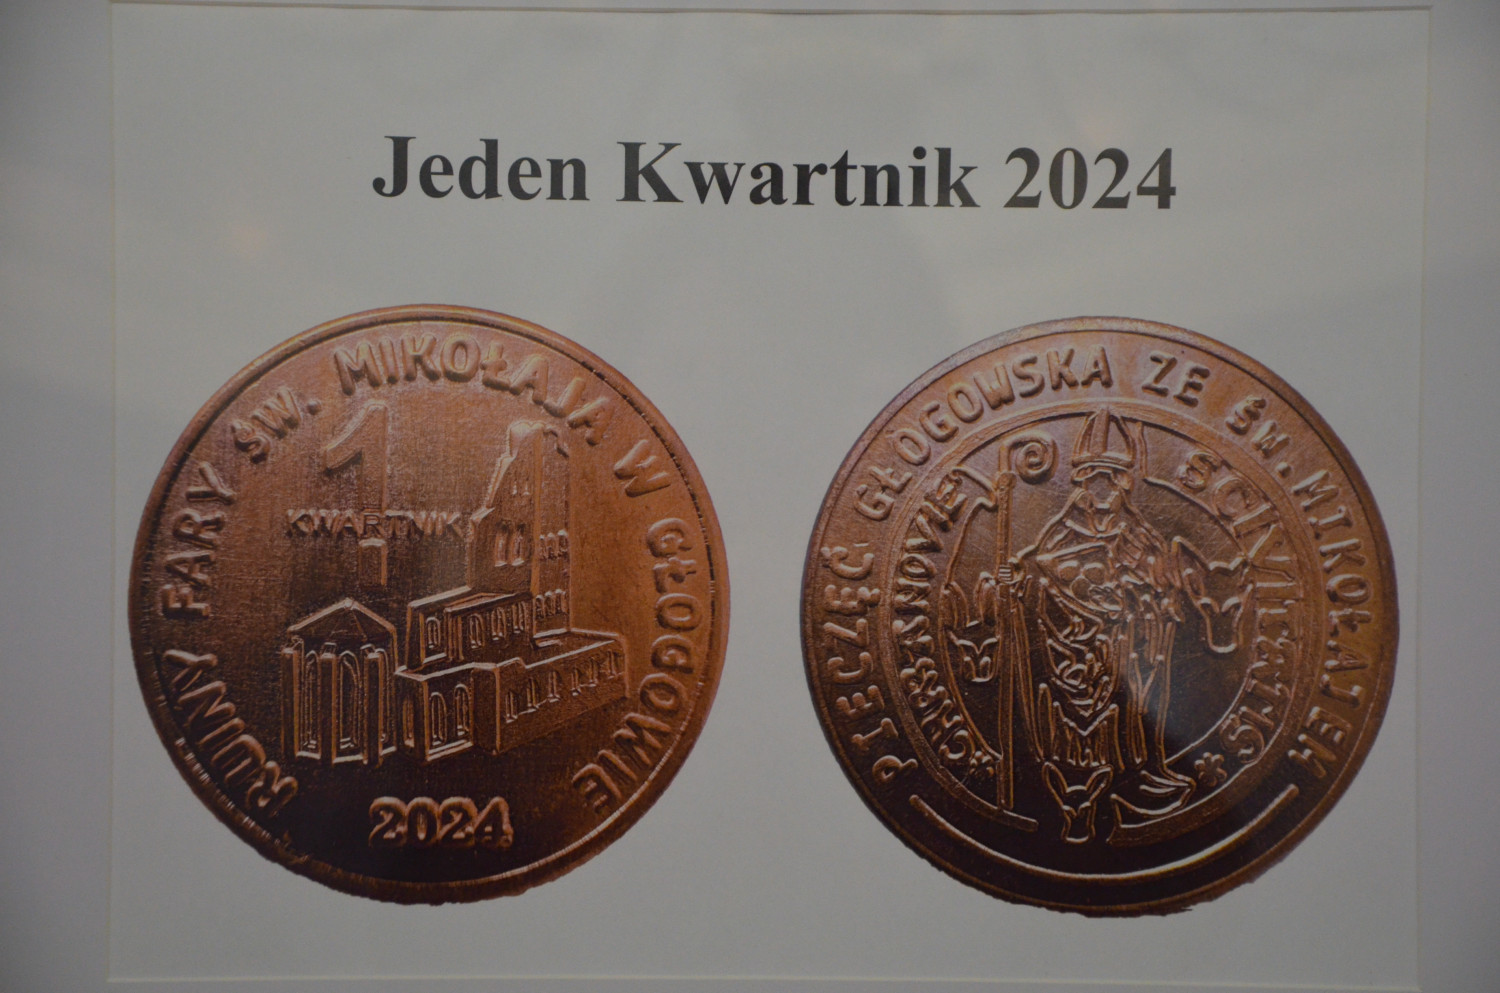 Jeden Kwartnik 2024
RUINY FARY ŚW. MIKOŁAJA W GŁOGOWIE
1
KWARTNIK
2024
PIECZĘĆ GŁOGOWSKA ZE ŚW. MIKOŁAJEM